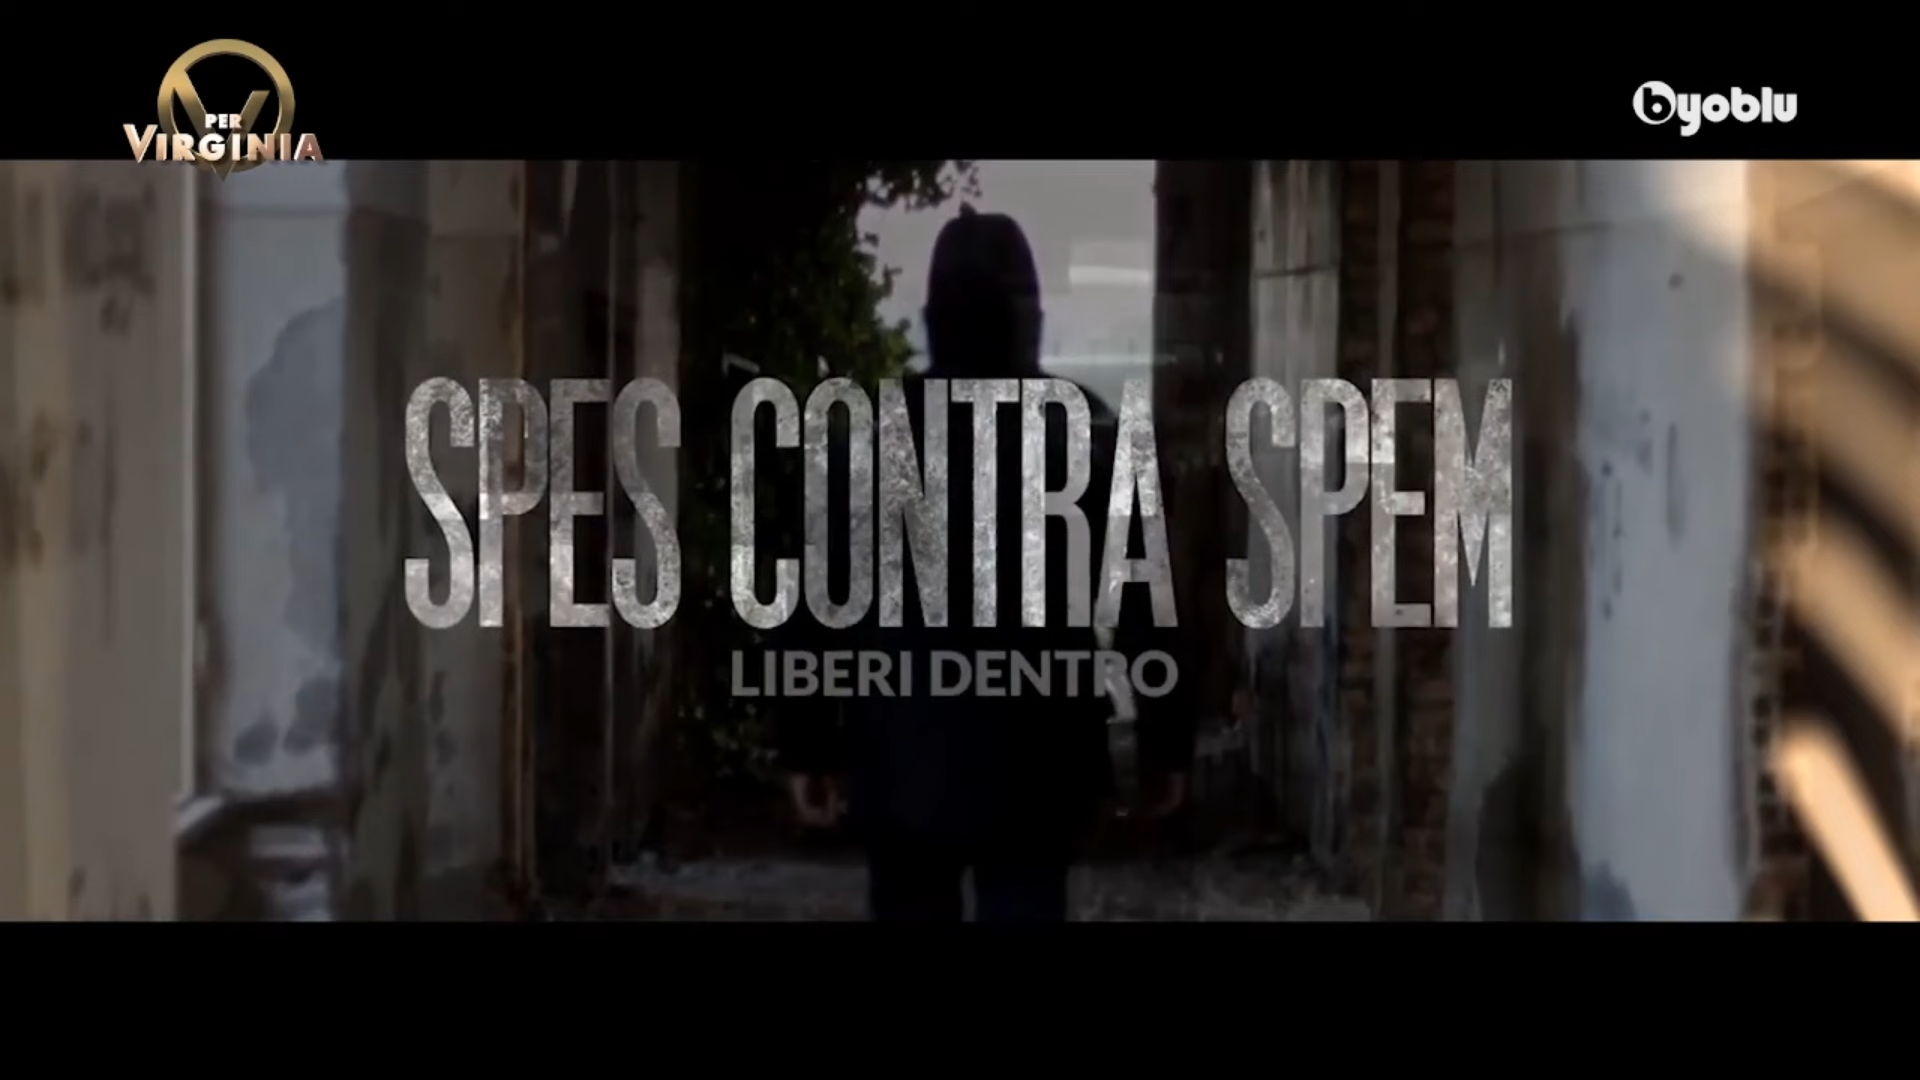 PER
VIRGINIA
byoblu
SPES CONTRA SPEM
LIBERI DENTRO